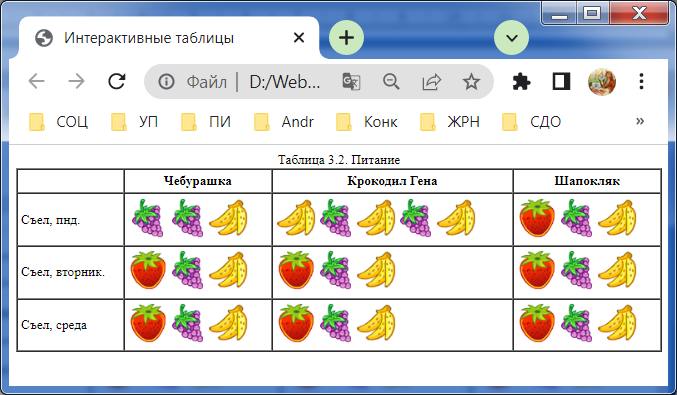 Интерактивные таблицы
Файл | D:/Web...
СОЦ УП ПИ Andr Конк ЖРН СДО »
Таблица 3.2. Питание
Чебурашка Крокодил Гена Шапокляк
Съел, пнд.
Съел, вторник.
Съел, среда